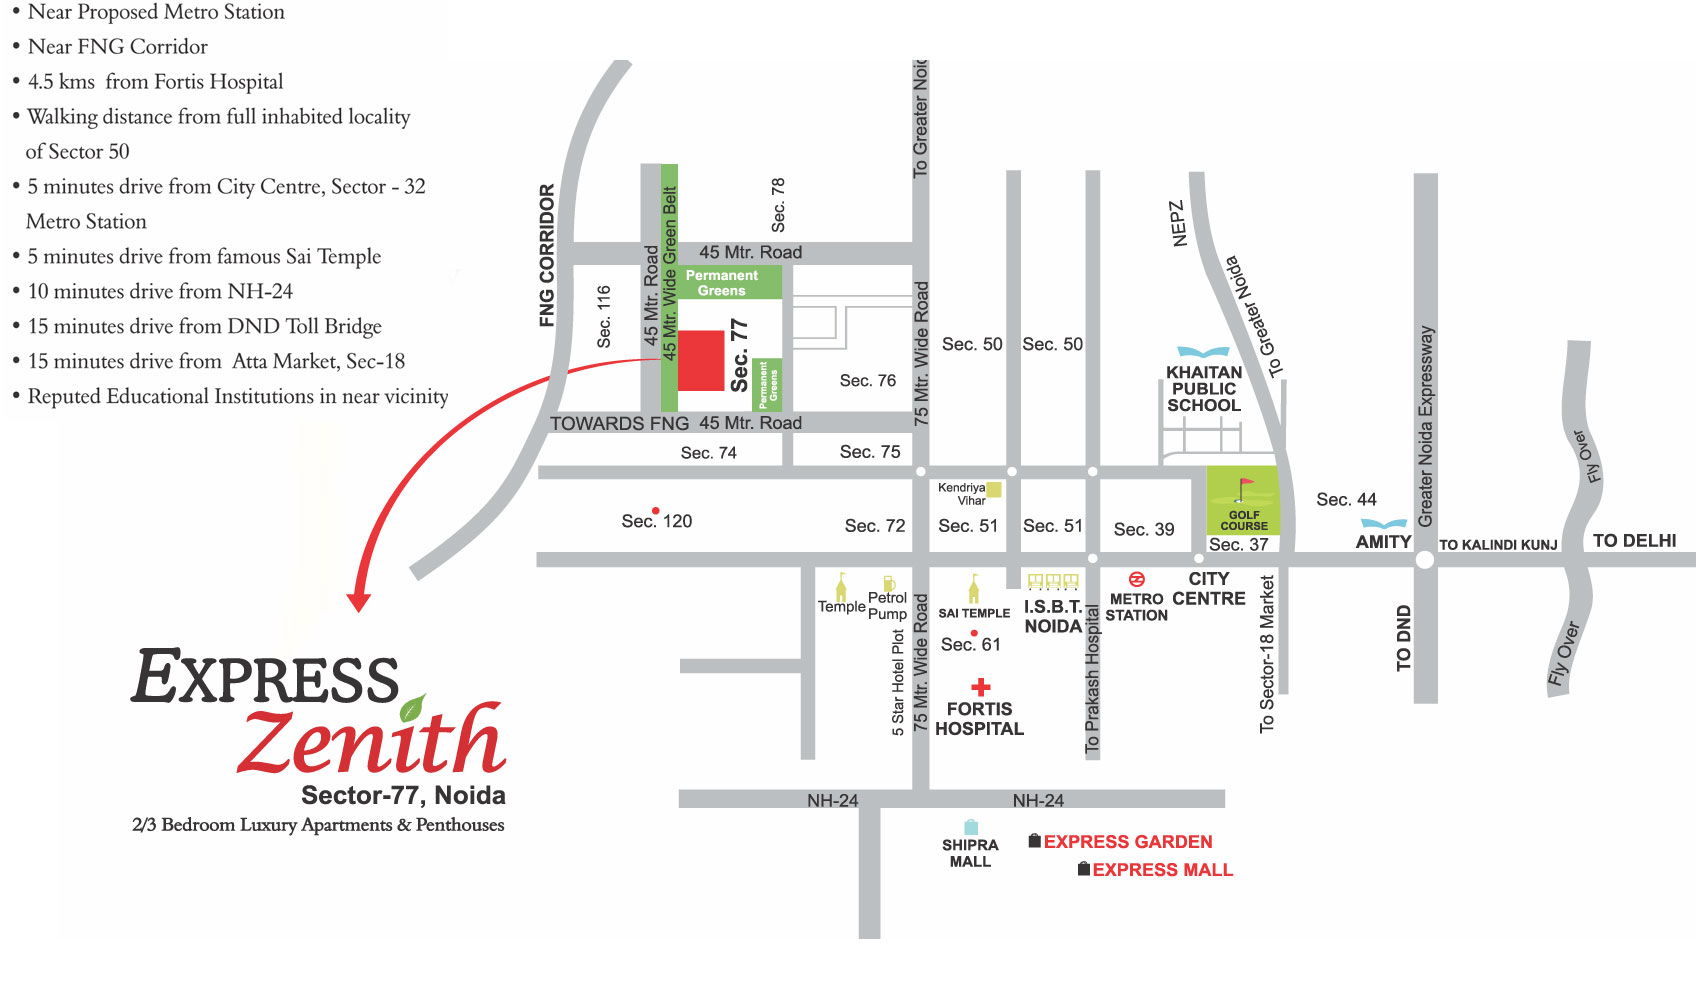 • Near Proposed Metro Station
• Near FNG Corridor
• 4.5 kms from Fortis Hospital
• Walking distance from full inhabited locality
of Sector 50
• 5 minutes drive from City Centre, Sector - 32
Metro Station
• 5 minutes drive from famous Sai Temple
• 10 minutes drive from NH-24
• 15 minutes drive from DND Toll Bridge
• 15 minutes drive from Atta Market, Sec-18
• Reputed Educational Institutions in near vicinity
FNG CORRIDOR
Sec. 116
45 Mtr. Road
45 Mtr. Wide Green Belt
Sec. 78
45 Mtr. Road
Permanent
Greens
Sec. 77
Permanent
Greens
Sec. 76
TOWARDS FNG
45 Mtr. Road
Sec. 74
Sec. 75
To Greater Noid
75 Mtr. Wide Road
Sec. 50
Sec. 50
NEPZ
To Greater Noida
KHAITAN
PUBLIC
SCHOOL
Greater Noida Expressway
Fly Over
Kendriya
Vihar
Sec. 120
Sec. 72
Sec. 51
Sec. 51
Sec. 39
GOLF
COURSE
Sec. 37
Sec. 44
AMITY
TO KALINDI KUNJ
TO DELHI
Temple
Petrol
Pump
5 Star Hotel Plot
75 Mtr. Wide Road
SAI TEMPLE
Sec. 61
FORTIS
HOSPITAL
I.S.B.T.
NOIDA
To Prakash Hospital
METRO
STATION
CITY
CENTRE
To Sector-18 Market
TO DND
Fly Over
NH-24
NH-24
SHIPRA
MALL
EXPRESS GARDEN
EXPRESS MALL
EXPRESS
Zenith
Sector-77, Noida
2/3 Bedroom Luxury Apartments & Penthouses